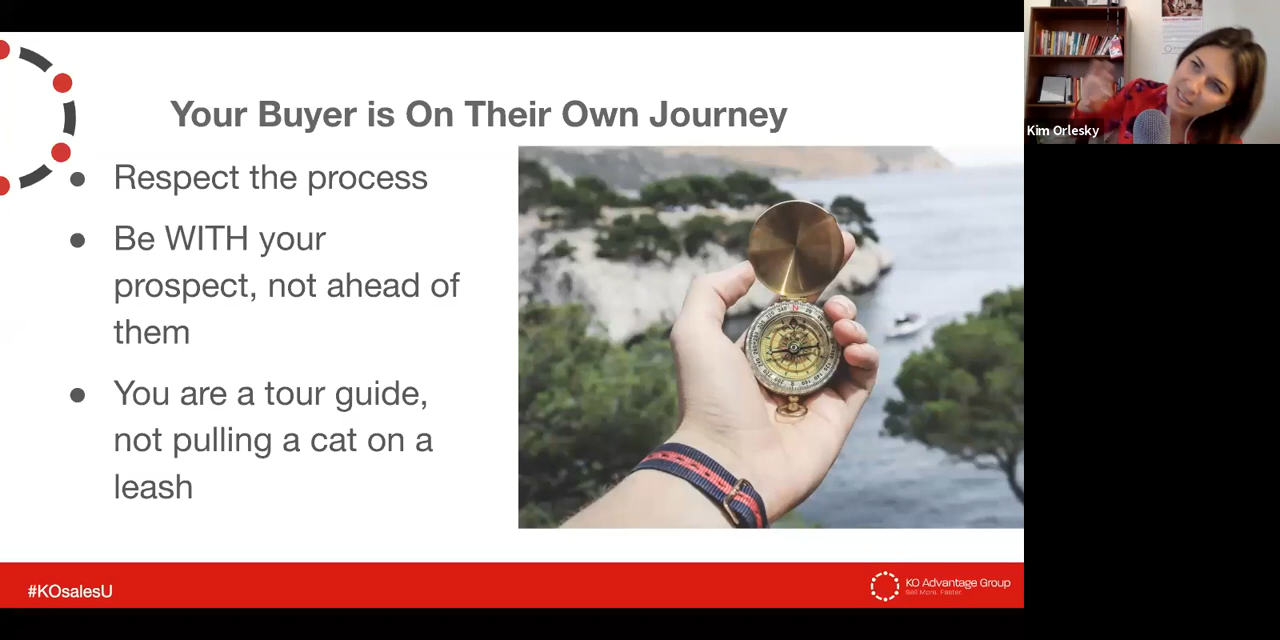 Your Buyer is On Their Own Journey
● Respect the process
● Be WITH your
prospect, not ahead of
them
● You are a tour guide,
not pulling a cat on a
leash
#KOsalesU
KO Advantage Group
Sell More. Faster.
Kim Orlesky